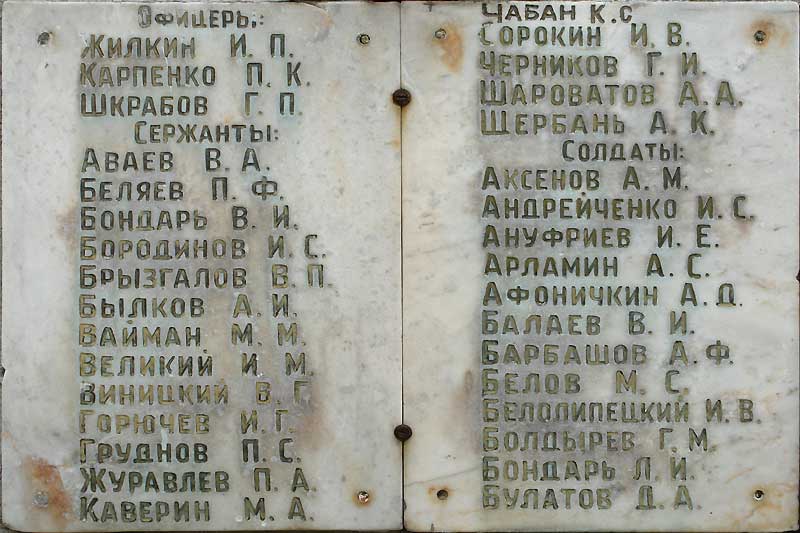 Офицеры:
Жилкин И. П.
Карпенко П. К.
Шкрабов Г. П.
Сержанты:
Аваев В. А.
Беляев П. Ф.
Бондарь В. И.
Бородинов И. С.
Брызгалов В. П.
Былков А. И.
Вайман М. М.
Великий И. М.
Виницкий В. Г.
Горючев И. Г.
Груднов П. С.
Журавлев П. А.
Каверин М. А.
Чабан К. С
Сорокин И. В.
Черников Г. И.
Шароватов А. А.
Щербань А. К.
Солдаты:
Аксенов А. М.
Андрейченко И. С.
Ануфриев И. Е.
Арламин А. С.
Афоничкин А. Д.
Балаев В. И.
Барбашов А. Ф.
Белов М. С.
Белолипецкий И. В.
Болдырев Г. М.
Бондарь Л. И.
Булатов Д. А.